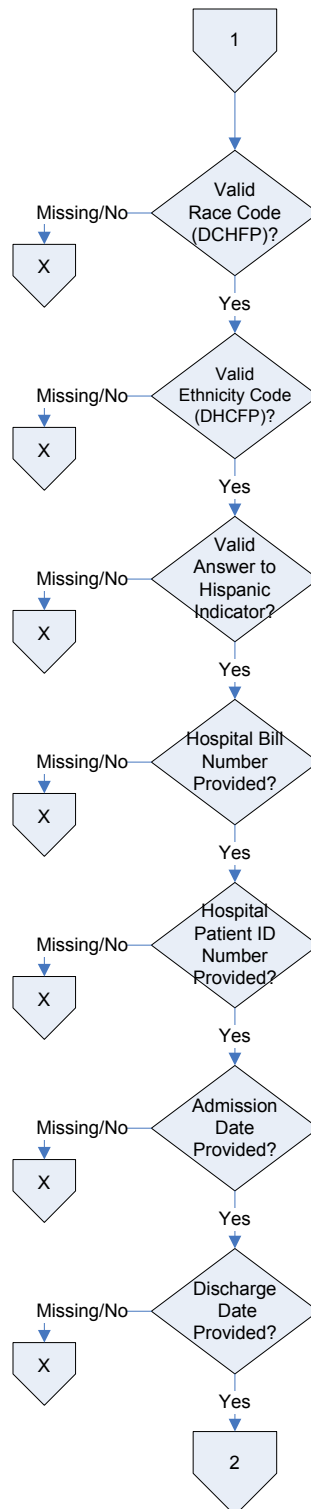 1
Valid
Race Code
(DCHFP)?
Missing/No
X
Yes
Valid
Ethnicity Code
(DHCFP)?
Missing/No
X
Yes
Valid
Answer to
Hispanic
Indicator?
Missing/No
X
Yes
Hospital Bill
Number
Provided?
Missing/No
X
Yes
Hospital
Patient ID
Number
Provided?
Missing/No
X
Yes
Admission
Date
Provided?
Missing/No
X
Yes
Discharge
Date
Provided?
Missing/No
X
Yes
2